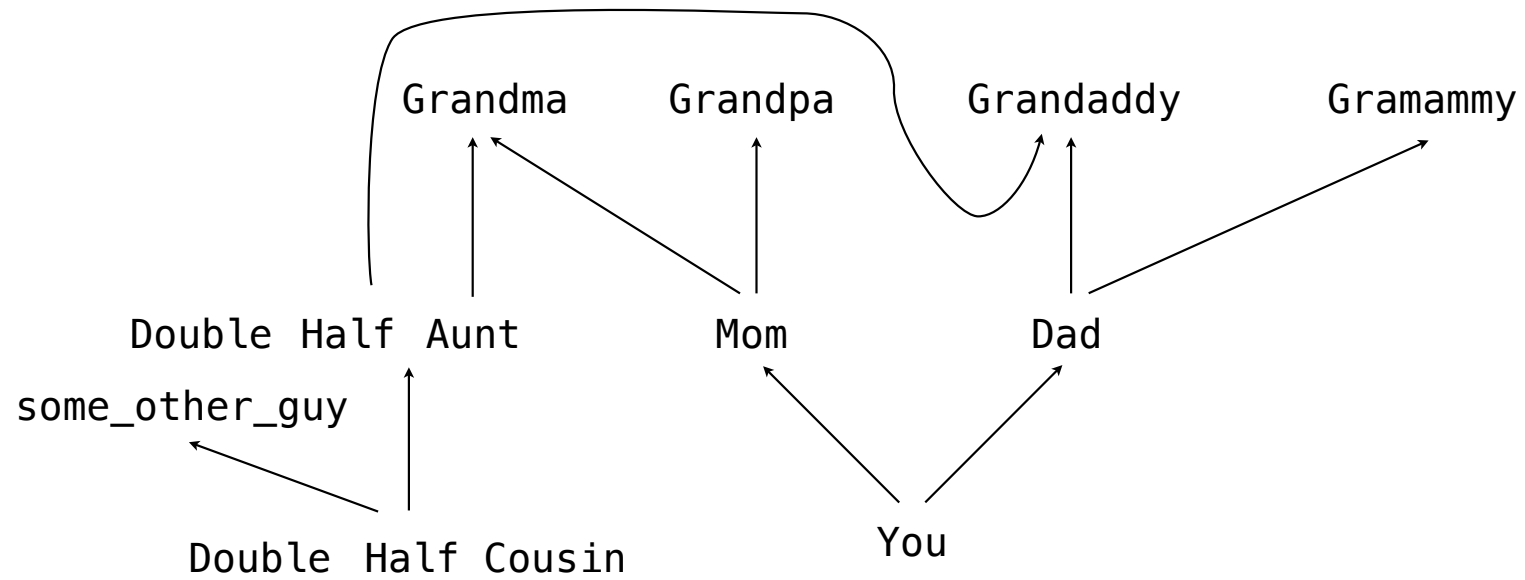 Grandma Grandpa Grandaddy Gramammy
Double Half Aunt Mom Dad
some_other_guy
Double Half Cousin You